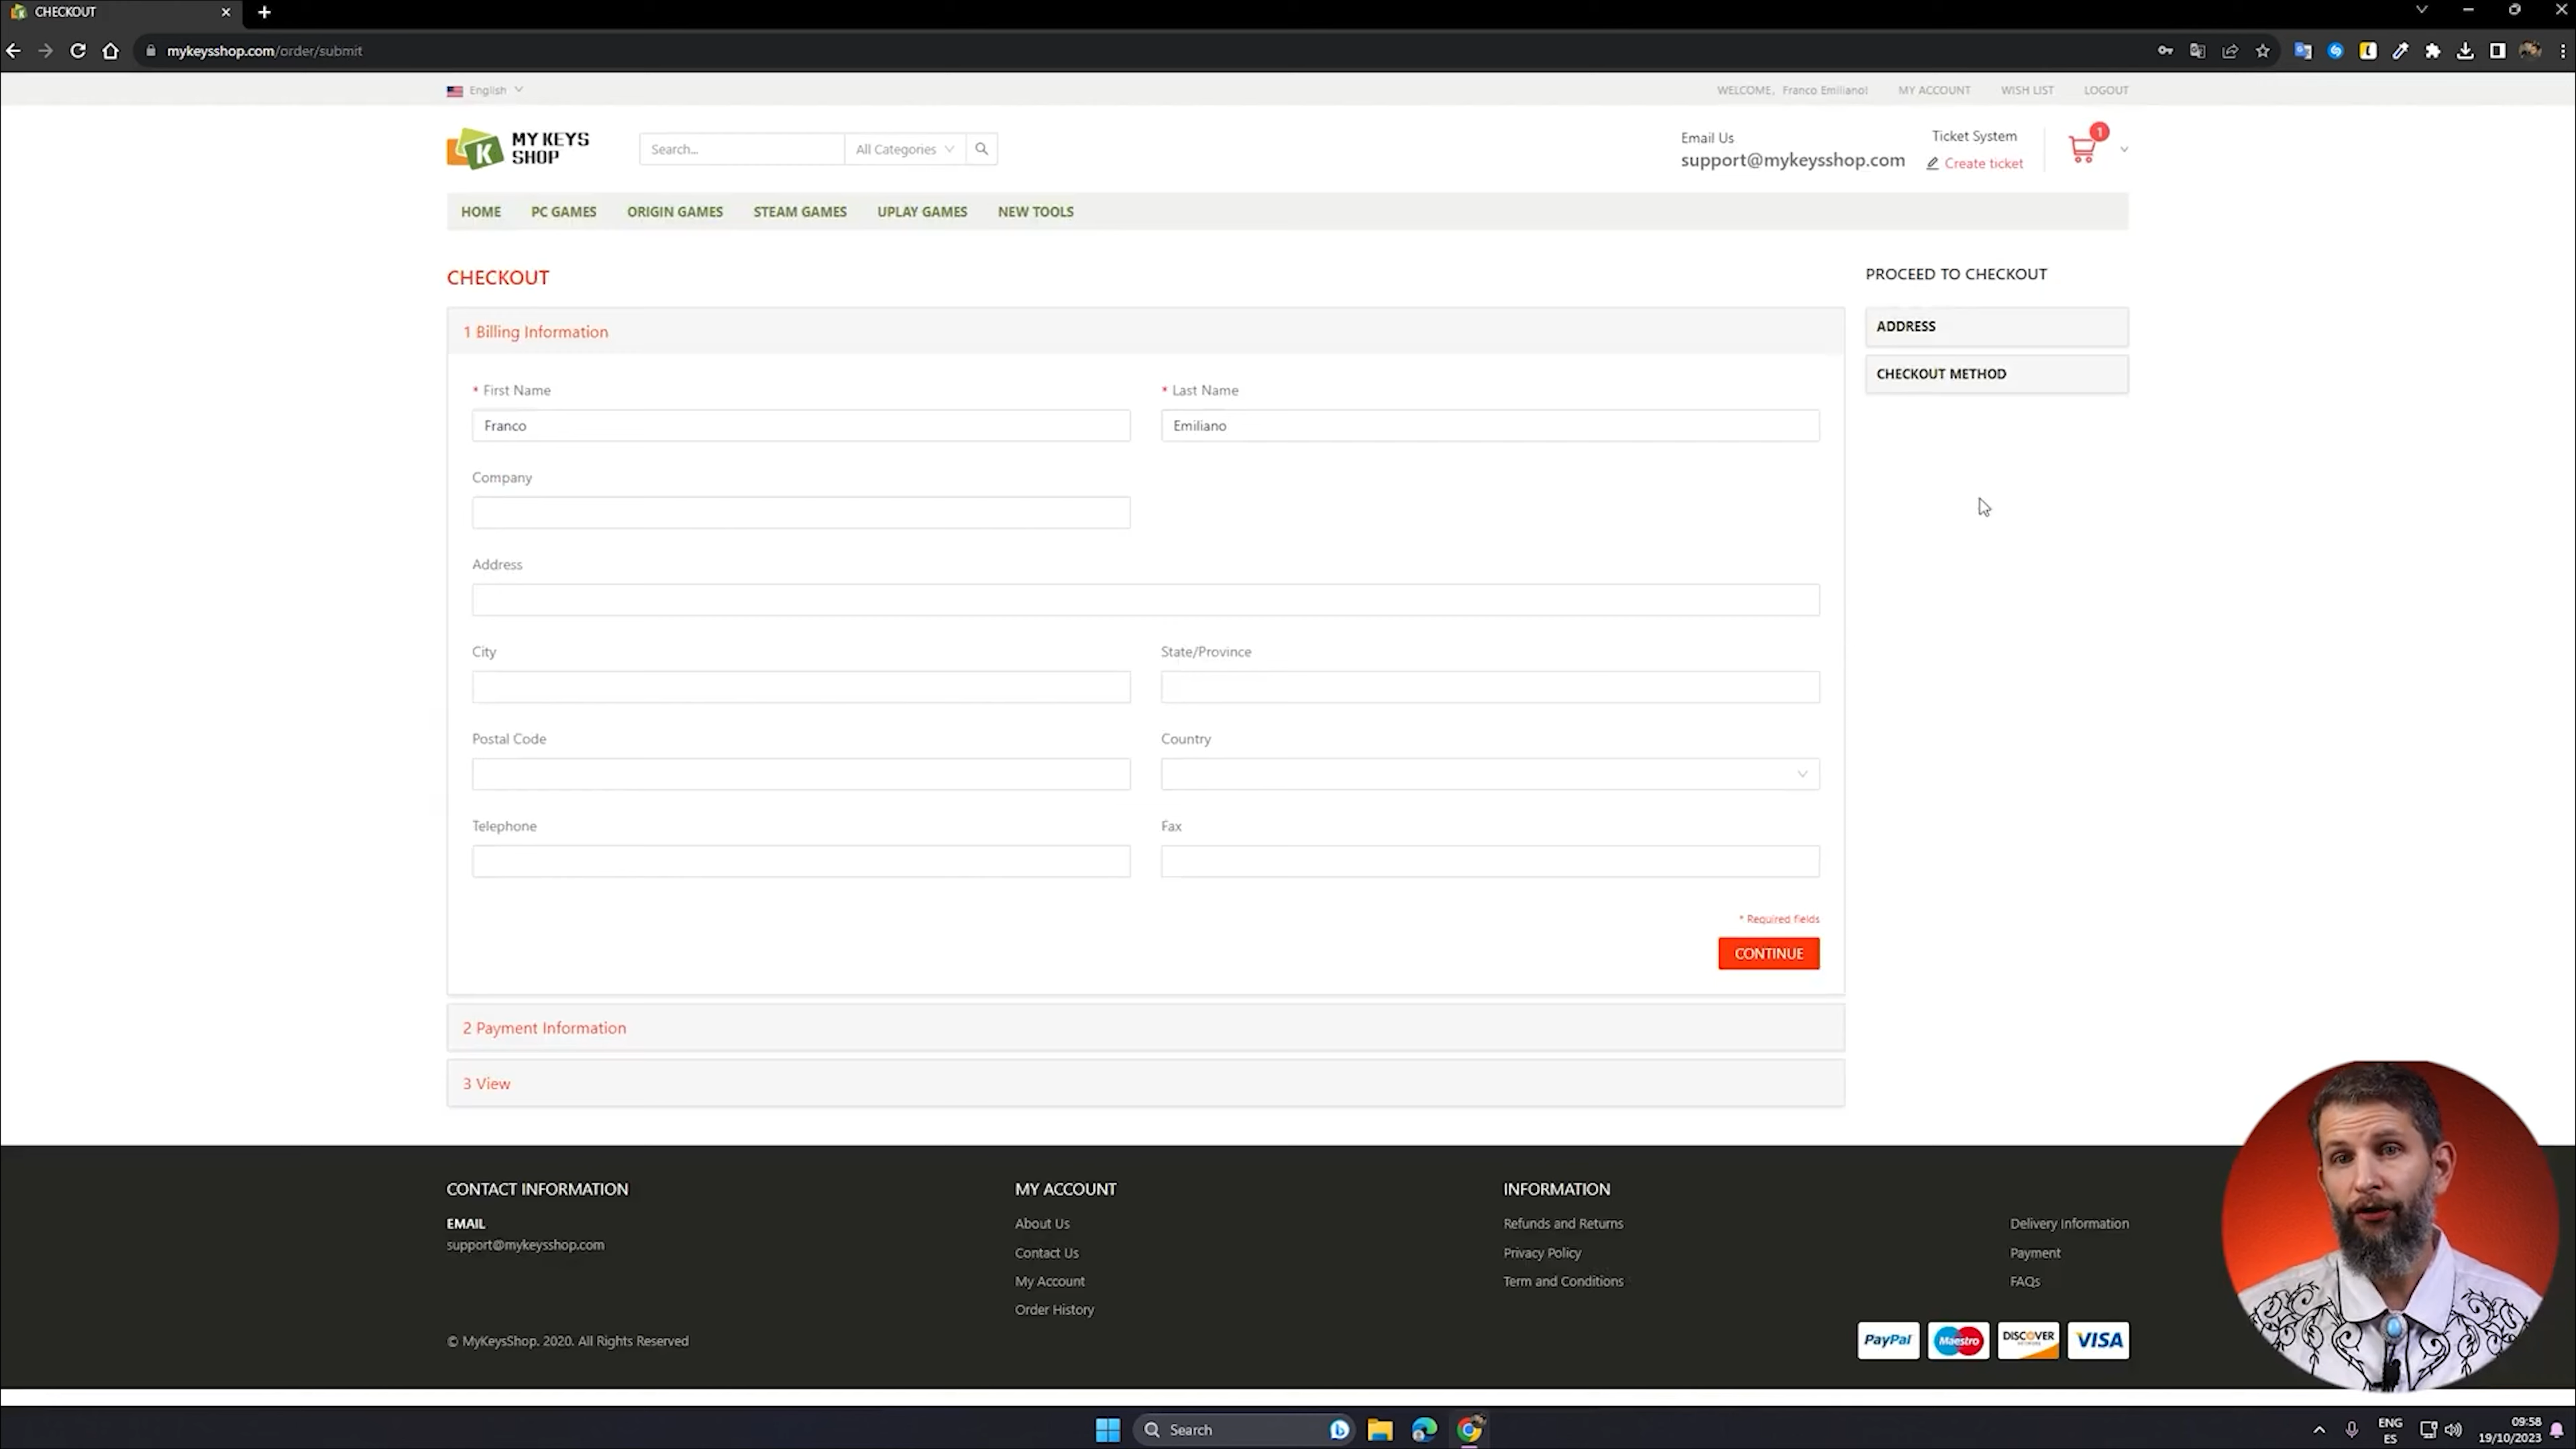 CHECKOUT
mykeysshop.com/order/submit
English
WELCOME, Franco Emiliano!
MY ACCOUNT
WISH LIST
LOGOUT
K
MY KEYS
SHOP
Search...
All Categories
Email Us
support@mykeysshop.com
Ticket System
Create ticket
1
HOME
PC GAMES
ORIGIN GAMES
STEAM GAMES
UPLAY GAMES
NEW TOOLS
CHECKOUT
PROCEED TO CHECKOUT
1 Billing Information
ADDRESS
CHECKOUT METHOD
* First Name
* Last Name
Franco
Emiliano
Company
Address
City
State/Province
Postal Code
Country
Telephone
Fax
* Required fields
CONTINUE
2 Payment Information
3 View
CONTACT INFORMATION
EMAIL
support@mykeysshop.com
MY ACCOUNT
About Us
Contact Us
My Account
Order History
INFORMATION
Refunds and Returns
Privacy Policy
Term and Conditions
Delivery Information
Payment
FAQs
© MyKeysShop. 2020. All Rights Reserved
PayPal
Maestro
DISCOVER
VISA
Search
ENG
ES
09:58
19/10/2023